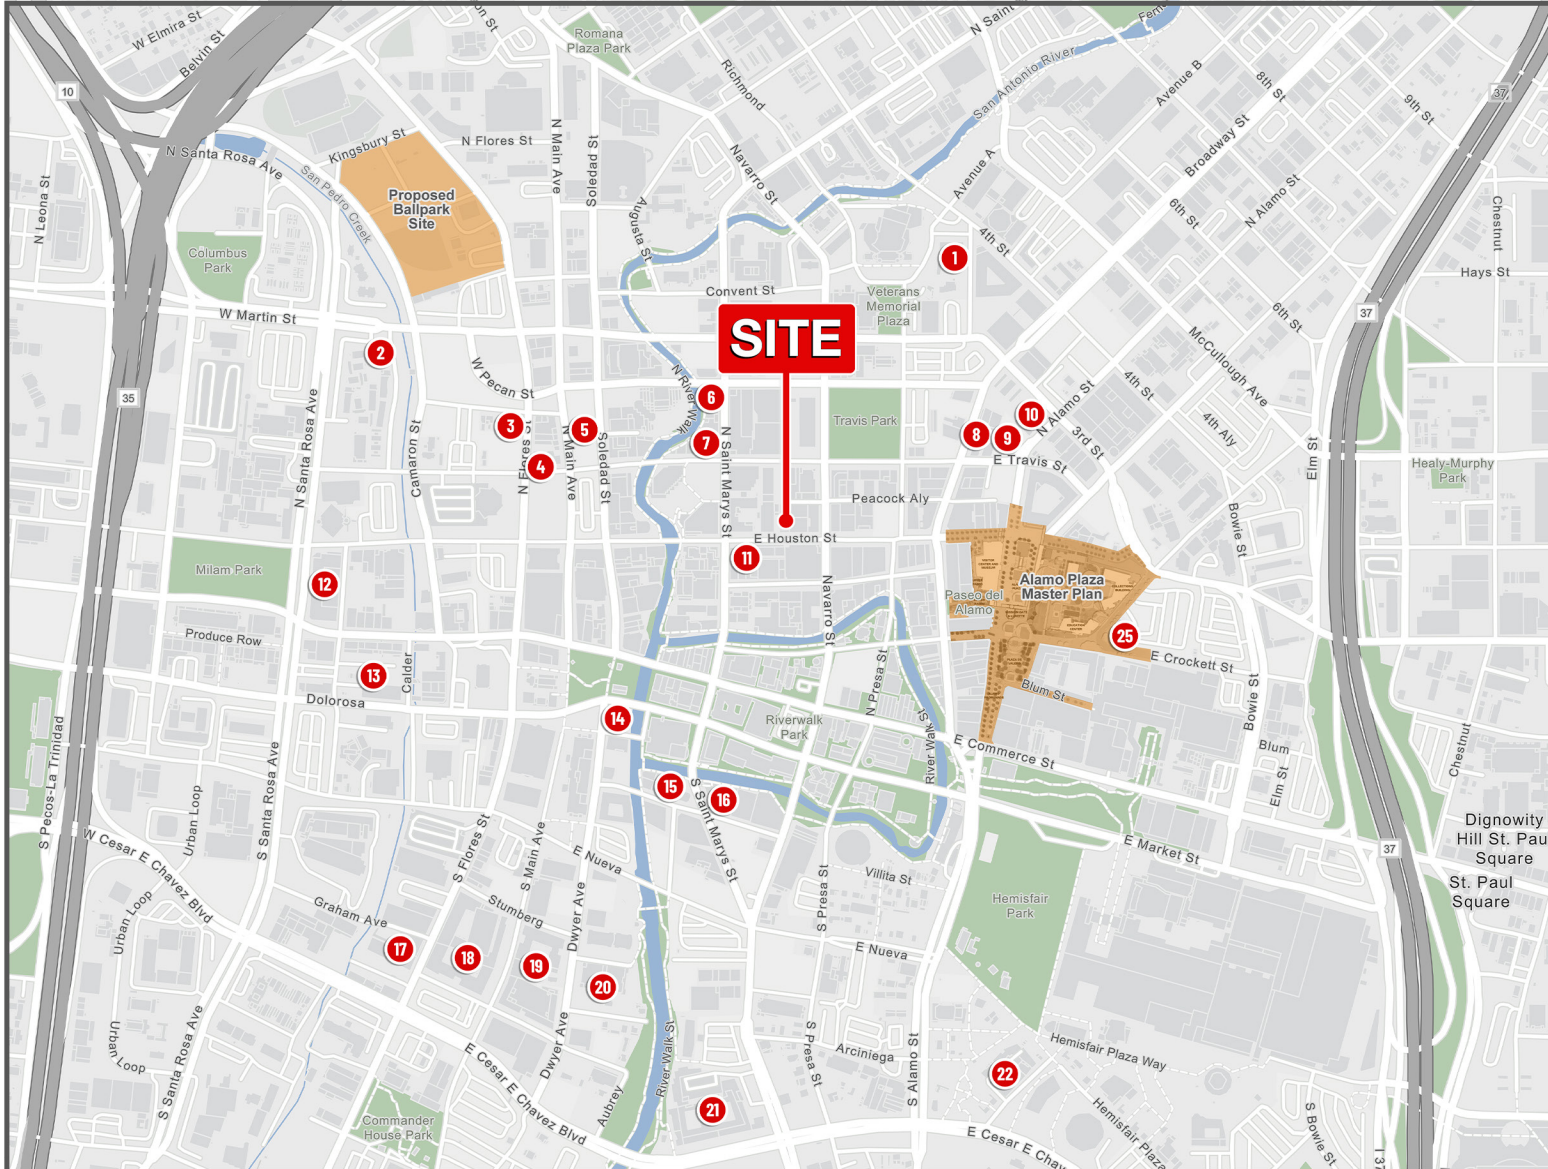 W Elmira St
Belvin St
Romana
Plaza Park
Richmond
San Antonio River
Avenue B
8th St
9th St
37
10
N Santa Rosa Ave
Kingsbury St
N Flores St
N Main Ave
Soledad St
Navarro St
Avenue A
Broadway St
San Pedro Creek
Proposed
Ballpark
Site
N Leona St
Augusta St
4th St
6th St
N Alamo St
Chestnut
Columbus
Park
1
Hays St
Convent St
Veterans
Memorial
Plaza
W Martin St
SITE
37
6th St
McCullough Ave
2
W Pecan St
N River Walk
6
35
N Santa Rosa Ave
Camaron St
3
5
7
N Flores St
4
N Main Ave
Soledad St
N Saint Marys St
Travis Park
8
9
10
N Alamo St
E Travis St
3rd St
4th St
4th Aly
Elm St
Healy-Murphy
Park
Peacock Aly
Bowie St
E Houston St
11
Milam Park
12
Navarro St
Paseo del
Alamo
Alamo Plaza
Master Plan
25
E Crockett St
Produce Row
13
Calder
Dolorosa
N Presa St
Blum St
Bowie St
14
Riverwalk
Park
River Walk St
E Commerce St
Blum
Elm St
Chestnut
S Pecos-La Trinidad
S Santa Rosa Ave
Urban Loop
15
16
S Saint Marys St
W Cesar E Chavez Blvd
S Flores St
S Main Ave
E Nueva
Villita St
E Market St
37
Dignowity
Hill St. Pau
Square
St. Paul
Square
Hemisfair
Park
Urban Loop
Graham Ave
Stumberg
Dwyer Ave
S Presa St
E Nueva
17
18
19
20
Urban Loop
S Santa Rosa Ave
E Cesar E Chavez Blvd
Dwyer Ave
River Walk St
S Presa St
Arciniega
S Alamo St
Hemisfair Plaza Way
22
21
Aubrey
Commander
House Park
Hemisfair Plaza
S Bowie St
E Cesar E Chav